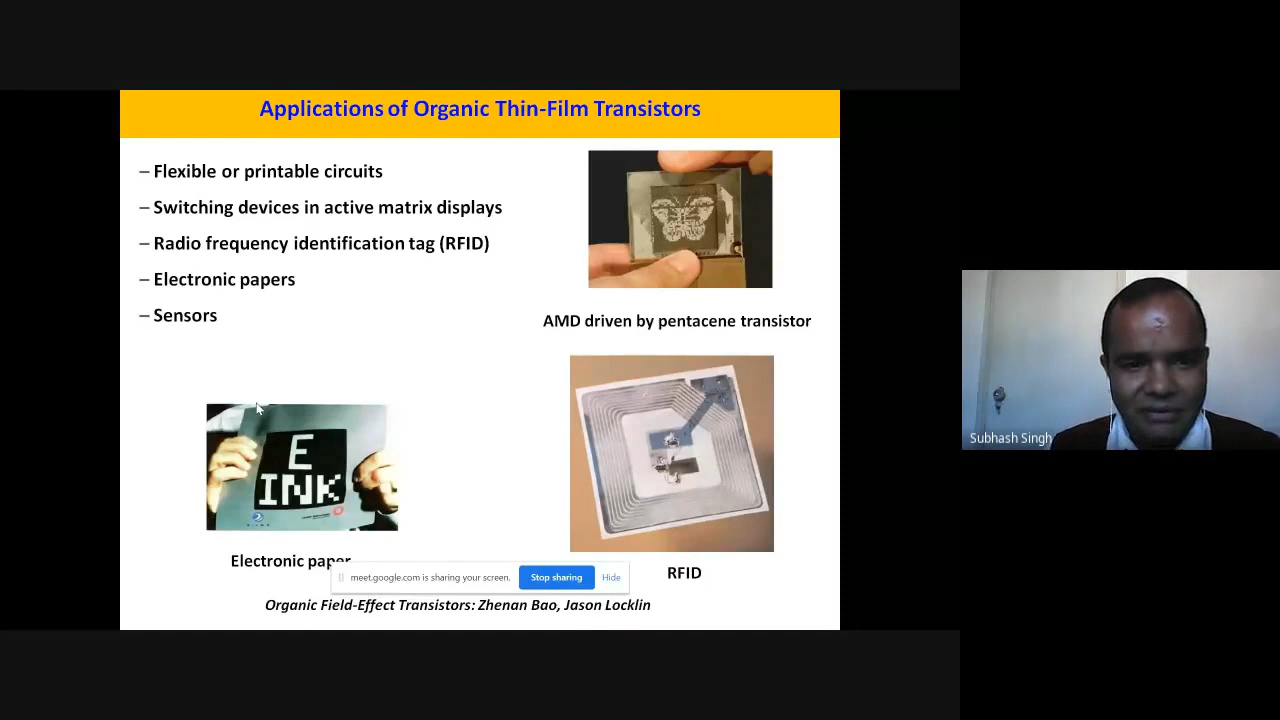 Applications of Organic Thin-Film Transistors
– Flexible or printable circuits
– Switching devices in active matrix displays
– Radio frequency identification tag (RFID)
– Electronic papers
– Sensors
AMD driven by pentacene transistor
E
INK
Electronic paper
RFID
meet.google.com is sharing your screen.
Stop sharing
Hide
Organic Field-Effect Transistors: Zhenan Bao, Jason Locklin
Subhash Singh